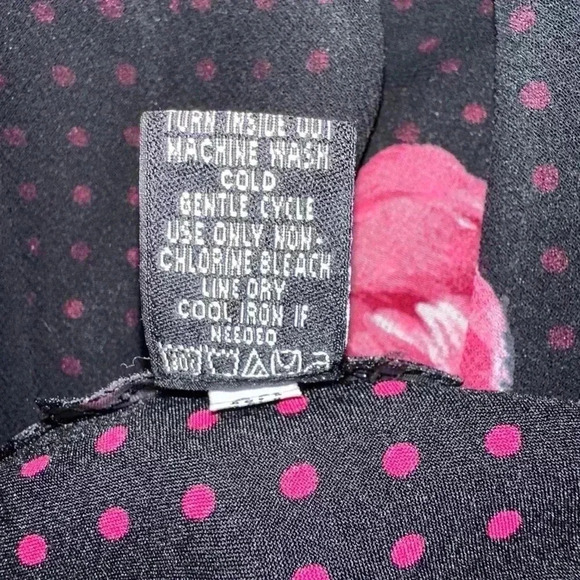 TURN INSIDE OUT
MACHINE WASH
COLD
GENTLE CYCLE
USE ONLY NON-
CHLORINE BLEACH
LINE DRY
COOL IRON IF
NEEDED